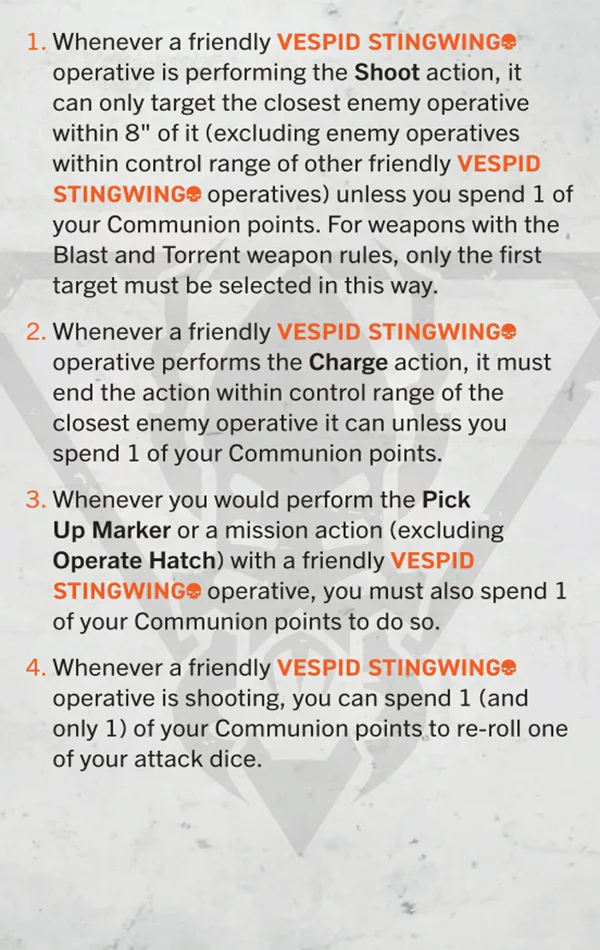 1. Whenever a friendly VESPID STINGWING
operative is performing the Shoot action, it
can only target the closest enemy operative
within 8" of it (excluding enemy operatives
within control range of other friendly VESPID
STINGWING operatives) unless you spend 1 of
your Communion points. For weapons with the
Blast and Torrent weapon rules, only the first
target must be selected in this way.
2. Whenever a friendly VESPID STINGWING
operative performs the Charge action, it must
end the action within control range of the
closest enemy operative it can unless you
spend 1 of your Communion points.
3. Whenever you would perform the Pick
Up Marker or a mission action (excluding
Operate Hatch) with a friendly VESPID
STINGWING operative, you must also spend 1
of your Communion points to do so.
4. Whenever a friendly VESPID STINGWING
operative is shooting, you can spend 1 (and
only 1) of your Communion points to re-roll one
of your attack dice.